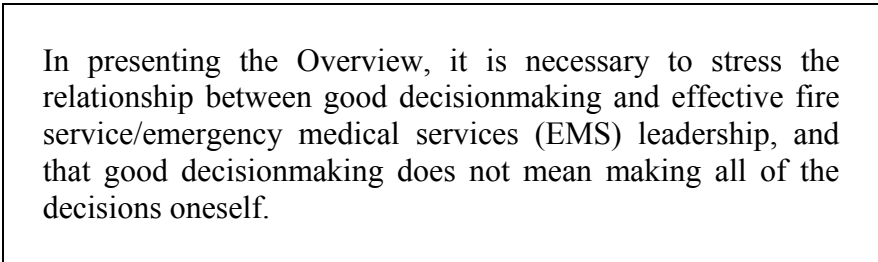 In presenting the Overview, it is necessary to stress the
relationship between good decisionmaking and effective fire
service/emergency medical services (EMS) leadership, and
that good decisionmaking does not mean making all of the
decisions oneself.